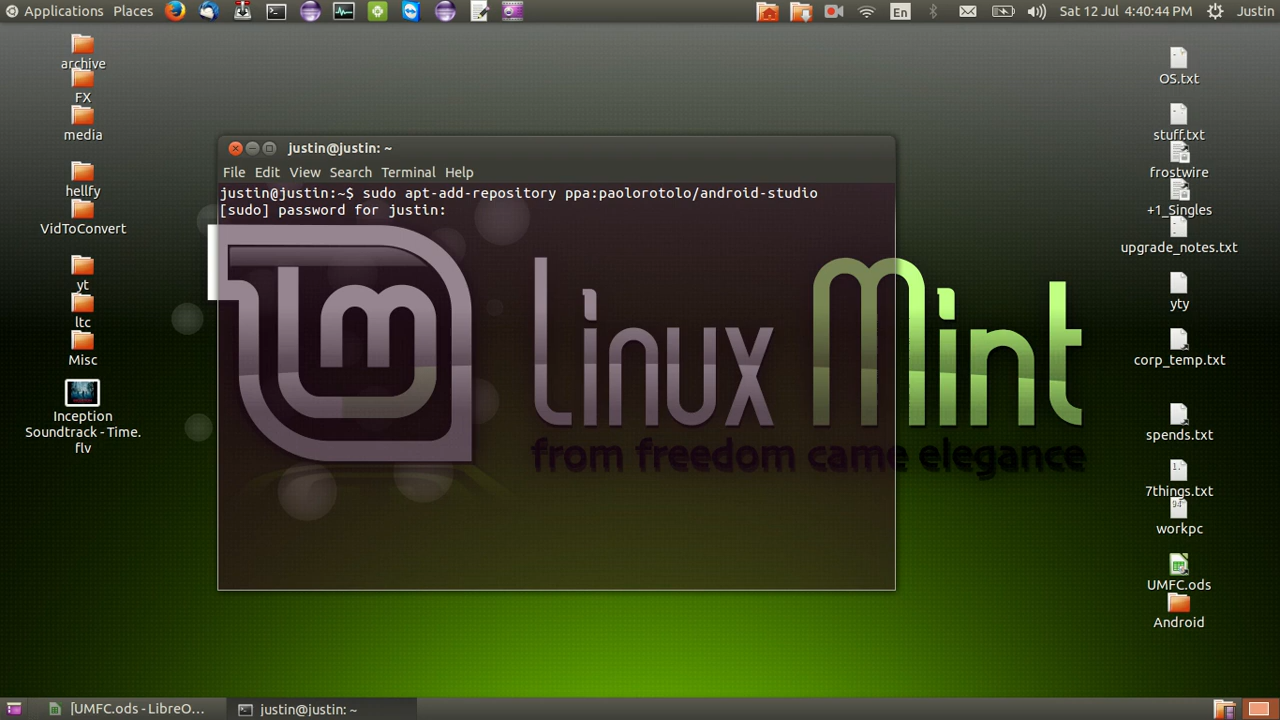 Applications Places En Sat 12 Jul 4:40:44 PM Justin
archive
FX
media
hellfy
VidToConvert
yt
ltc
Misc
Inception
Soundtrack - Time.
flv
justin@justin: ~
File Edit View Search Terminal Help
justin@justin:~$ sudo apt-add-repository ppa:paolorotolo/android-studio
[sudo] password for justin:
Linux Mint
from freedom came elegance
OS.txt
stuff.txt
frostwire
+1_Singles
upgrade_notes.txt
yty
corp_temp.txt
spends.txt
7things.txt
workpc
UMFC.ods
Android
[UMFC.ods - LibreO... justin@justin: ~